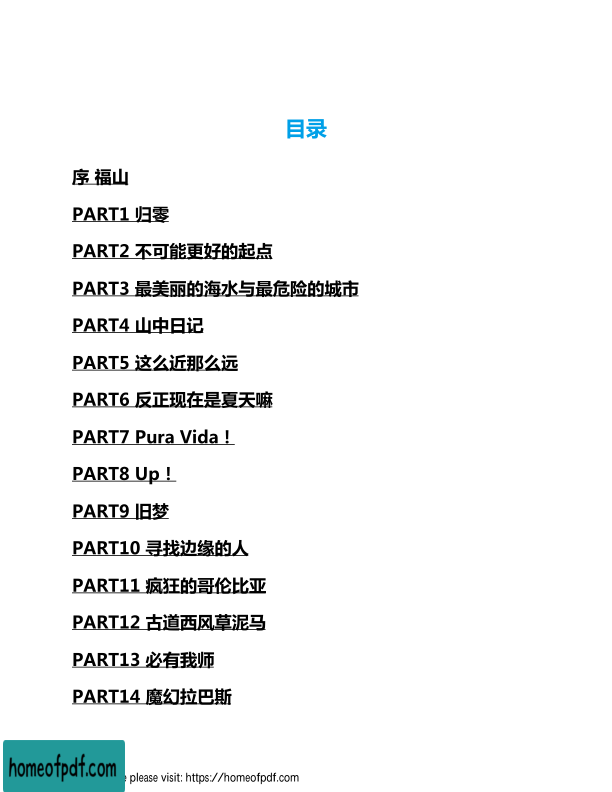 目录
序 福山
PART1 归零
PART2 不可能更好的起点
PART3 最美丽的海水与最危险的城市
PART4 山中日记
PART5 这么近那么远
PART6 反正现在是夏天嘛
PART7 Pura Vida！
PART8 Up！
PART9 旧梦
PART10 寻找边缘的人
PART11 疯狂的哥伦比亚
PART12 古道西风草泥马
PART13 必有我师
PART14 魔幻拉巴斯
homeofpdf.com
e please visit: https://homeofpdf.com